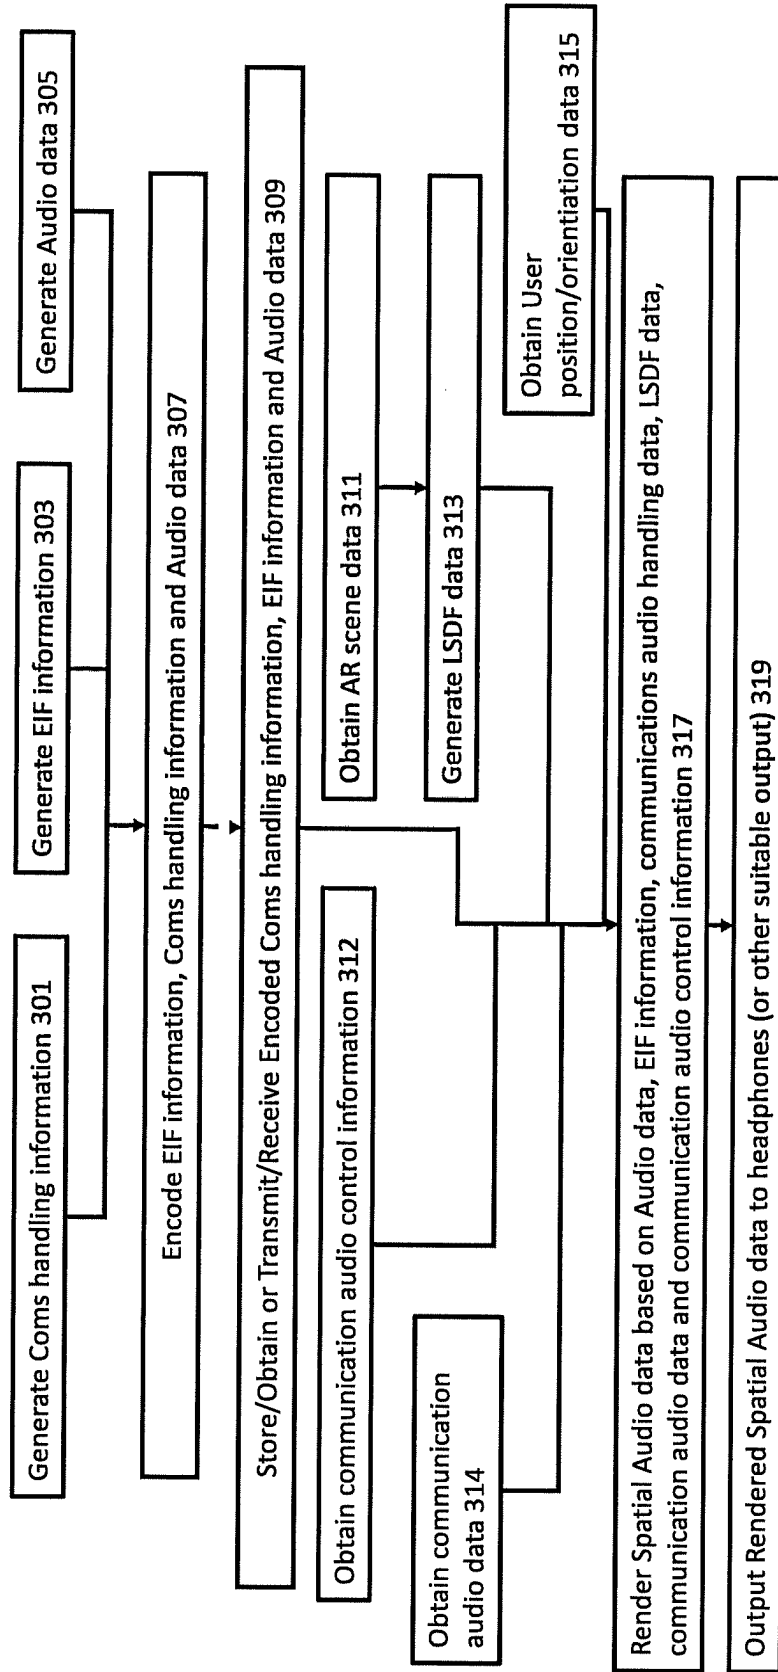 Generate Coms handling information 301
Generate EIF information 303
Generate Audio data 305
Encode EIF information, Coms handling information and Audio data 307
Store/Obtain or Transmit/Receive Encoded Coms handling information, EIF information and Audio data 309
Obtain communication audio control information 312
Obtain AR scene data 311
Obtain communication
audio data 314
Generate LSDF data 313
Obtain User
position/orientiation data 315
Render Spatial Audio data based on Audio data, EIF information, communications audio handling data, LSDF data,
communication audio data and communication audio control information 317
Output Rendered Spatial Audio data to headphones (or other suitable output) 319